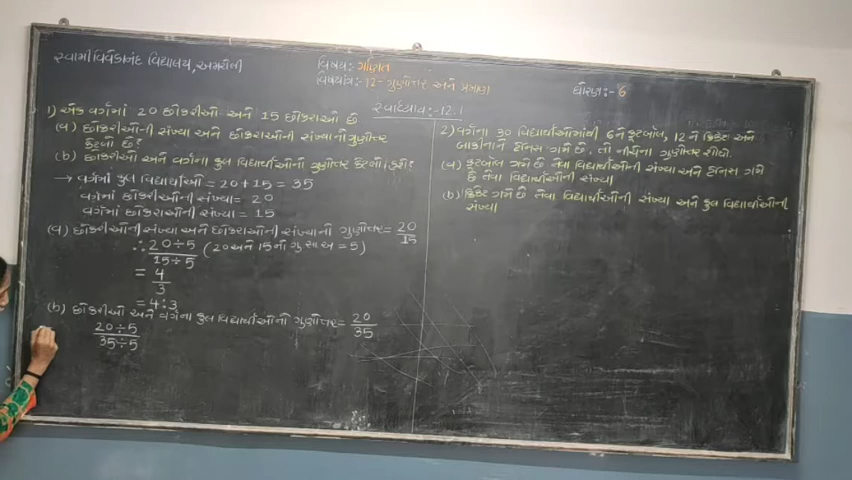 સ્વામી વિવેકાનંદ વિદ્યાલય, અમરોલી
વિષય:- ગણિત
વિષયાંગ:- 12- ગુણોત્તર અને પ્રમાણ
ધોરણ:- 6
સ્વાધ્યાય:-12.1
1) એક વર્ગમાં 20 છોકરીઓ અને 15 છોકરાઓ છે
(a) છોકરીઓની સંખ્યા અને છોકરાઓની સંખ્યાનો ગુણોત્તર
કેટલો છે?
(b) છોકરીઓ અને વર્ગના કુલ વિદ્યાર્થીઓનો ગુણોત્તર કેટલો હશે?
→ વર્ગમાં કુલ વિદ્યાર્થીઓ = 20+15 = 35
વર્ગમાં છોકરીઓની સંખ્યા= 20
વર્ગમાં છોકરાઓની સંખ્યા = 15
(a) છોકરીઓની સંખ્યા અને છોકરાઓની સંખ્યાનો ગુણોત્તર= 20/15
∴ 20÷5/15÷5 (20 અને 15 નો ગુ સા અ = 5)
= 4/3
= 4:3
(b) છોકરીઓ અને વર્ગના કુલ વિદ્યાર્થીઓનો ગુણોત્તર= 20/35
20÷5/35÷5
2) વર્ગના 30 વિદ્યાર્થીઓમાંથી 6 ને ફૂટબોલ, 12 ને ક્રિકેટ અને
બાકીનાને ટેનિસ ગમે છે. તો નીચેના ગુણોત્તર શોધો.
(a) ફૂટબોલ ગમે છે તેવા વિદ્યાર્થીઓની સંખ્યા અને ટેનિસ ગમે
છે તેવા વિદ્યાર્થીઓની સંખ્યા
(b) ક્રિકેટ ગમે છે તેવા વિદ્યાર્થીઓની સંખ્યા અને કુલ વિદ્યાર્થીઓની
સંખ્યા